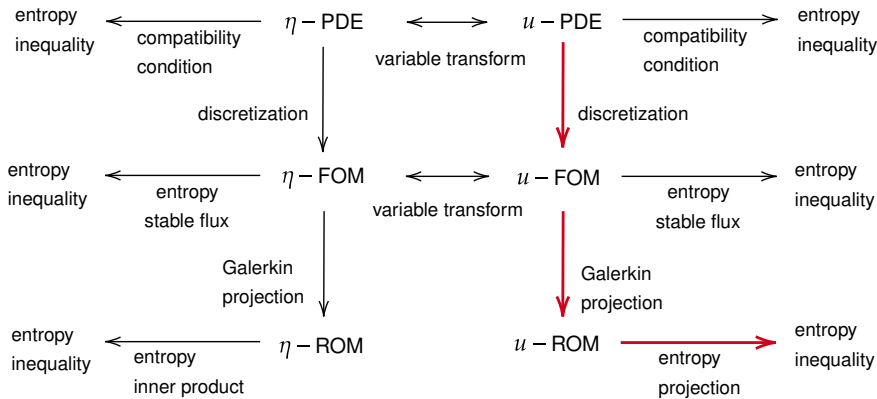 entropy
inequality
compatibility
condition
η − PDE
variable transform
u − PDE
compatibility
condition
entropy
inequality
discretization
discretization
entropy
inequality
entropy
stable flux
η − FOM
variable transform
u − FOM
entropy
stable flux
entropy
inequality
Galerkin
projection
Galerkin
projection
entropy
inequality
entropy
inner product
η − ROM
u − ROM
entropy
projection
entropy
inequality